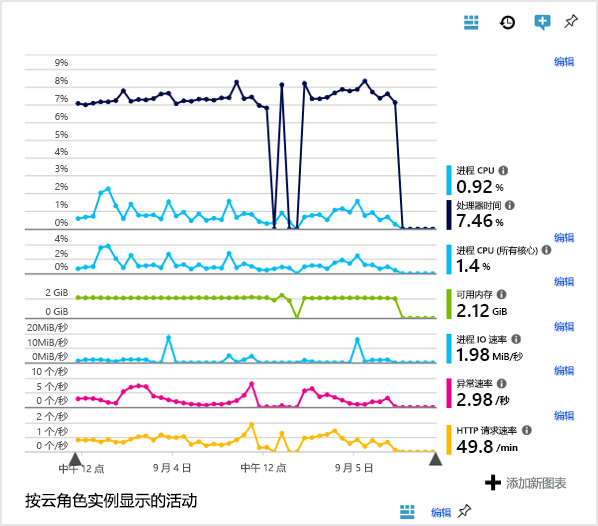 编辑
9%
8%
7%
6%
5%
4%
3%
2%
1%
0%
进程 CPU
0.92 %
处理器时间
7.46 %
编辑
4%
2%
0%
进程 CPU (所有核心)
1.4 %
编辑
2 GiB
0 GiB
可用内存
2.12 GiB
编辑
20MiB/秒
10MiB/秒
0MiB/秒
进程 IO 速率
1.98 MiB/秒
编辑
10 个/秒
5 个/秒
0 个/秒
异常速率
2.98 /秒
编辑
2 个/秒
1 个/秒
0 个/秒
HTTP 请求速率
49.8 /min
中午 12 点
9 月 4 日
中午 12 点
9 月 5 日
添加新图表
按云角色实例显示的活动
编辑